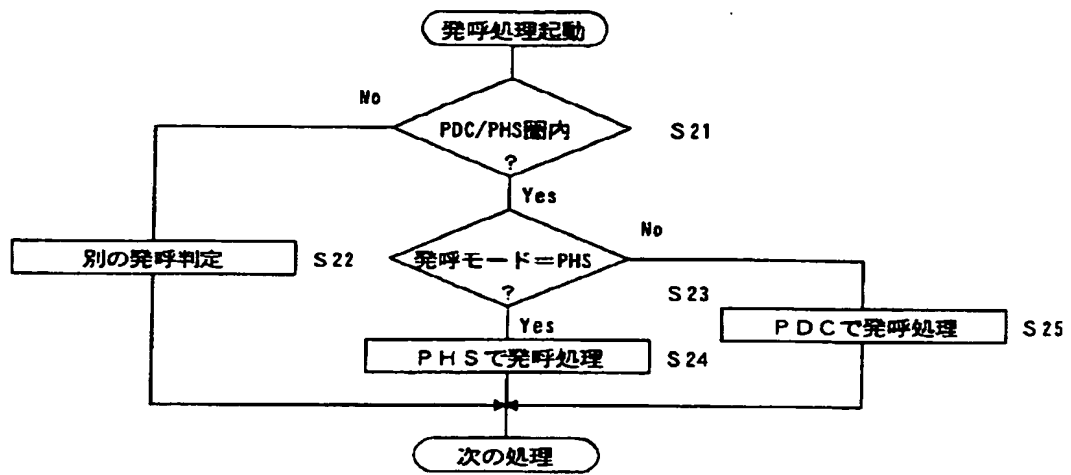 発呼処理起動
No
PDC/PHS圏内
?
S21
Yes
別の発呼判定
S22
発呼モード=PHS
?
No
S23
Yes
PDCで発呼処理
S25
PHSで発呼処理
S24
次の処理